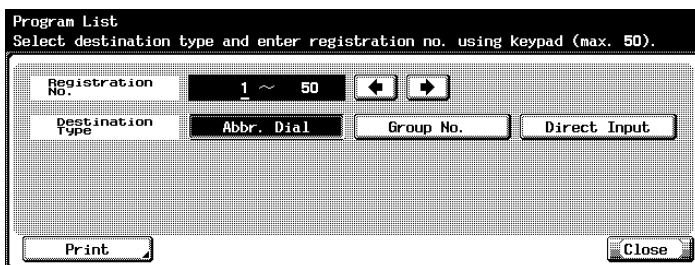 Program List
Select destination type and enter registration no. using keypad (max. 50).
Registration
No.
1 ~ 50
Destination
Type
Abbr. Dial
Group No.
Direct Input
Print
Close